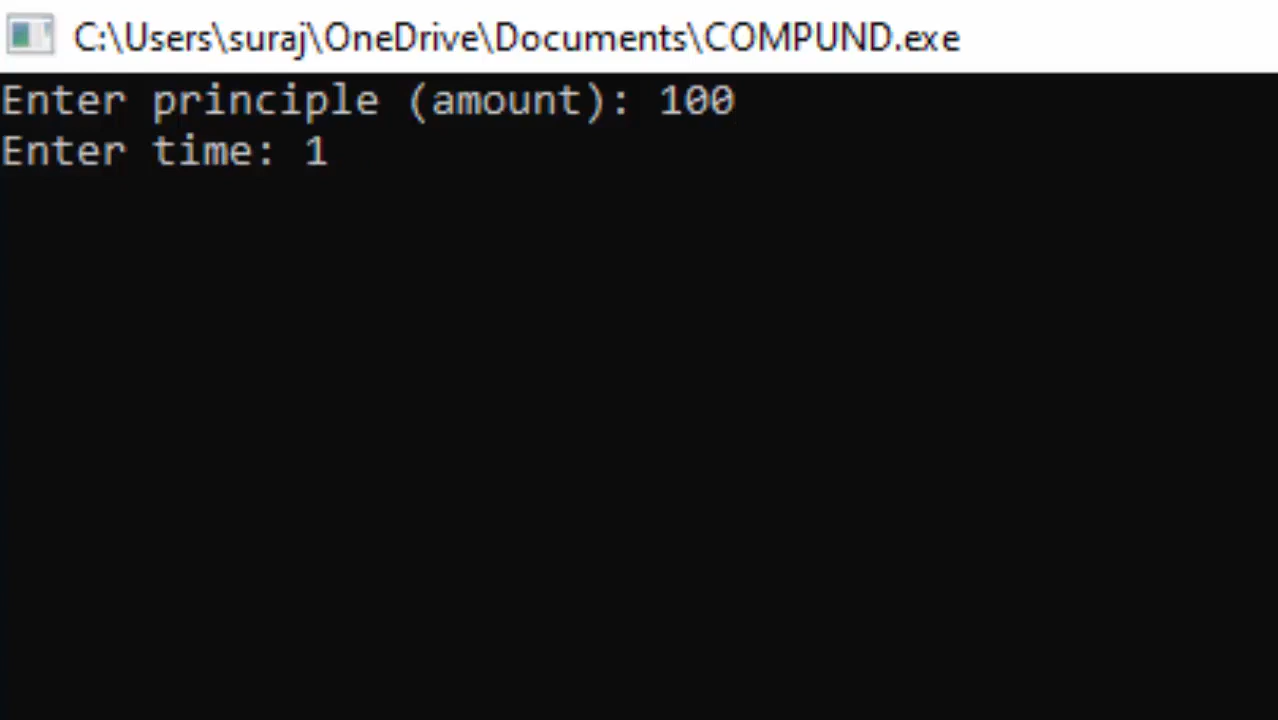 C:\Users\suraj\OneDrive\Documents\COMPUND.exe
Enter principle (amount): 100
Enter time: 1